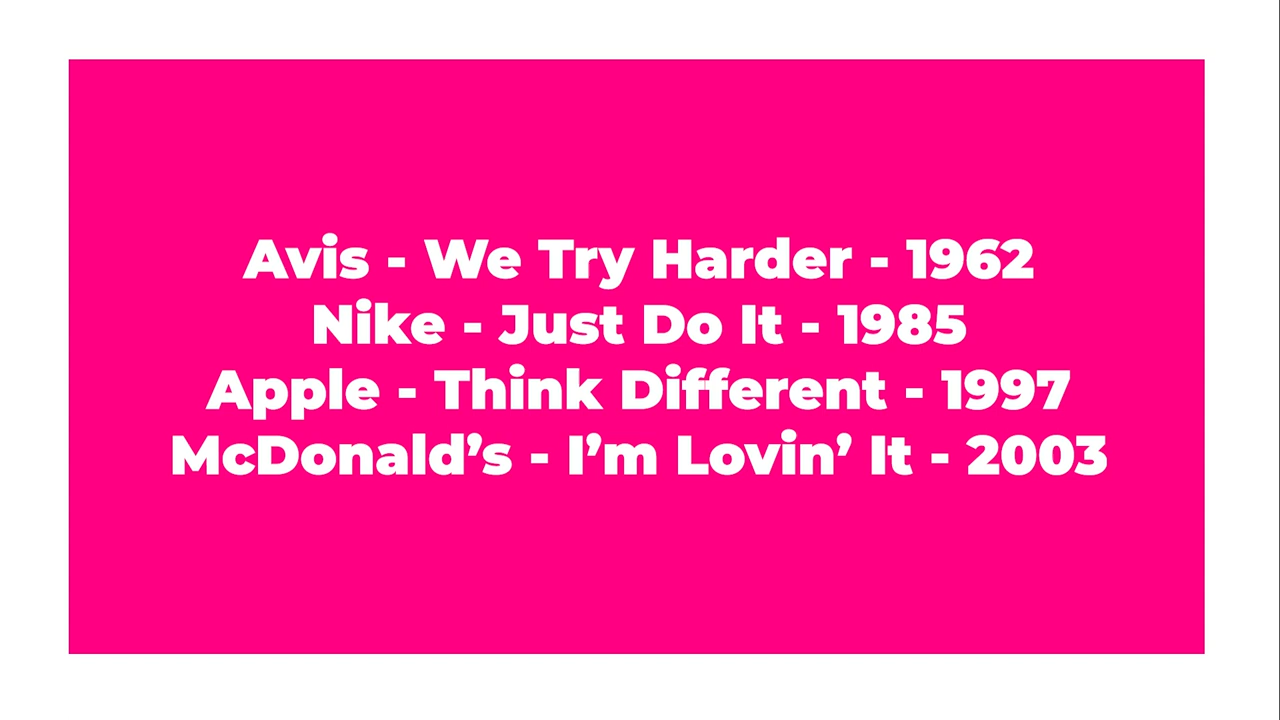 Avis - We Try Harder - 1962
Nike - Just Do It - 1985
Apple - Think Different - 1997
McDonald’s - I’m Lovin’ It - 2003